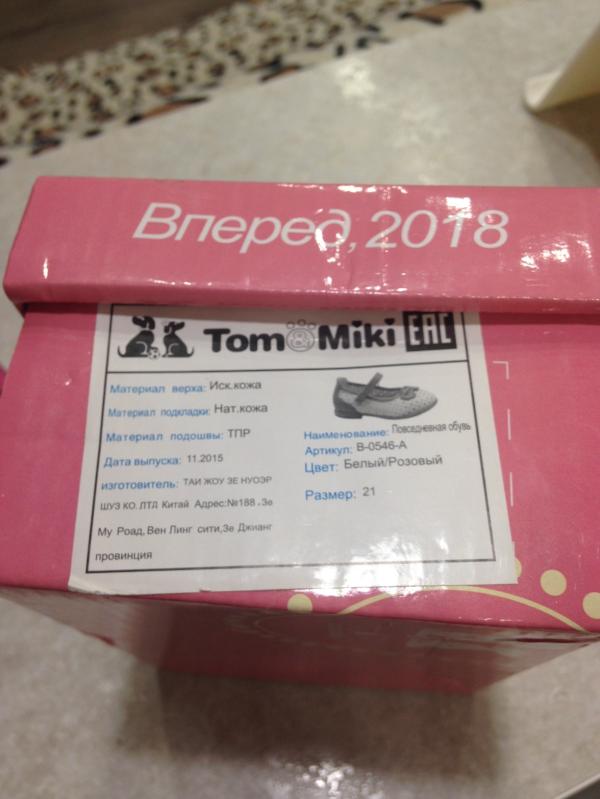 Вперед,2018
Tom & Miki EAC
Материал верха: Иск.кожа
Материал подкладки: Нат.кожа
Материал подошвы: ТПР
Дата выпуска: 11.2015
изготовитель: ТАИ ЖОУ ЗЕ НУОЭР
ШУЗ КО. ЛТД Китай Адрес:№188 .Зе
Му Роад, Вен Линг сити,Зе Джианг
провинция
Наименование: Повседневная обувь
Артикул: B-0546-A
Цвет: Белый/Розовый
Размер: 21